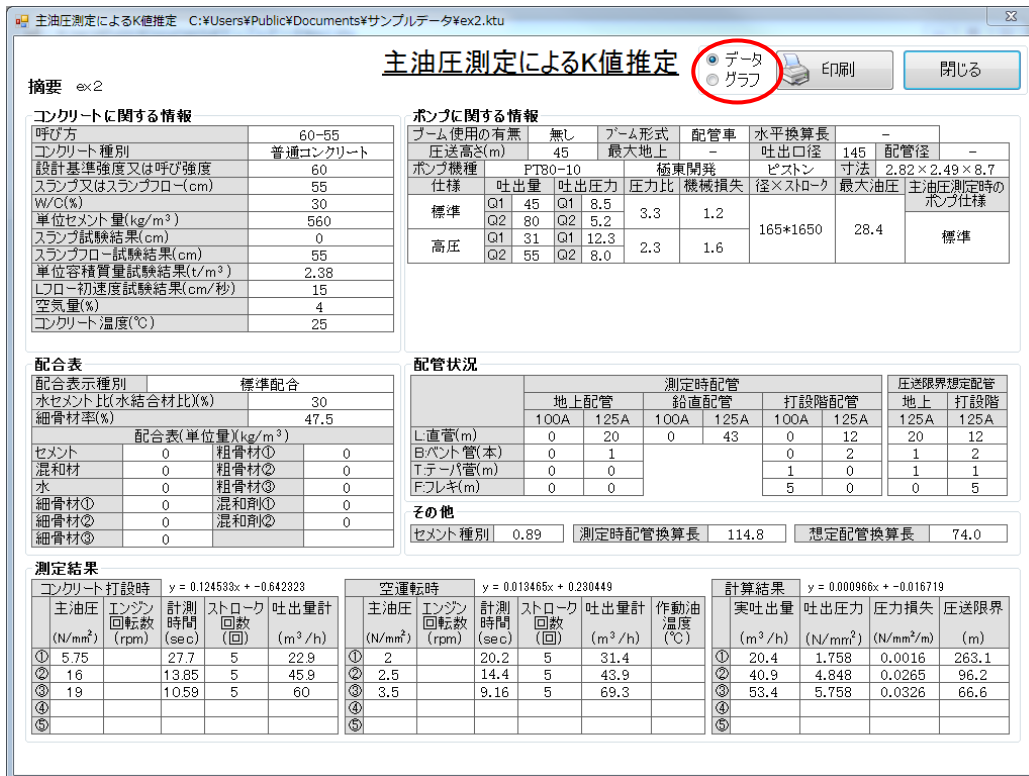 主油圧測定によるK値推定 C:¥Users¥Public¥Documents¥サンプルデータ¥ex2.ktu
主油圧測定によるK値推定
データ
グラフ
印刷
閉じる
摘要 ex2
コンクリートに関する情報
呼び方 60-55
コンクリート種別 普通コンクリート
設計基準強度又は呼び強度 60
スランプ又はスランプフロー(cm) 55
W/C(%) 30
単位セメント量(kg/m³) 560
スランプ試験結果(cm) 0
スランプフロー試験結果(cm) 55
単位容積質量試験結果(t/m³) 2.38
Lフロー初速度試験結果(cm/秒) 15
空気量(%) 4
コンクリート温度(℃) 25
ポンプに関する情報
ブーム使用の有無 無し ブーム形式 配管車 水平換算長 -
圧送高さ(m) 45 最大地上 - 吐出口径 145 配管径 -
ポンプ機種 PT80-10 極東開発 ピストン 寸法 2.82×2.49×8.7
仕様 吐出量 吐出圧力 圧力比 機械損失 径×ストローク 最大油圧 主油圧測定時のポンプ仕様
標準 Q1 45 Q1 8.5 3.3 1.2 165*1650 28.4 標準
Q2 80 Q2 5.2
高圧 Q1 31 Q1 12.3 2.3 1.6
Q2 55 Q2 8.0
配合表
配合表示種別 標準配合
水セメント比(水結合材比)(%) 30
細骨材率(%) 47.5
配合表(単位量)(kg/m³)
セメント 0 粗骨材① 0
混和材 0 粗骨材② 0
水 0 粗骨材③ 0
細骨材① 0 混和剤① 0
細骨材② 0 混和剤② 0
細骨材③ 0
配管状況
測定時配管 圧送限界想定配管
地上配管 鉛直配管 打設階配管 地上 打設階
100A 125A 100A 125A 100A 125A 125A 125A
L:直菅(m) 0 20 0 43 0 12 20 12
B:ベント管(本) 0 1 0 2 1 2
T:テーパ菅(m) 0 0 1 0 1 1
F:フレキ(m) 0 0 5 0 0 5
その他
セメント種別 0.89 測定時配管換算長 114.8 想定配管換算長 74.0
測定結果
コンクリート打設時 y = 0.124533x + -0.642323
主油圧(N/mm²) エンジン回転数(rpm) 計測時間(sec) ストローク回数(回) 吐出量計(m³/h)
① 5.75 27.7 5 22.9
② 16 13.85 5 45.9
③ 19 10.59 5 60
④
⑤
空運転時 y = 0.013465x + 0.230449
主油圧(N/mm²) エンジン回転数(rpm) 計測時間(sec) ストローク回数(回) 吐出量計(m³/h) 作動油温度(℃)
① 2 20.2 5 31.4
② 2.5 14.4 5 43.9
③ 3.5 9.16 5 69.3
④
⑤
計算結果 y = 0.000966x + -0.016719
実吐出量(m³/h) 吐出圧力(N/mm²) 圧力損失(N/mm²/m) 圧送限界(m)
① 20.4 1.758 0.0016 263.1
② 40.9 4.848 0.0265 96.2
③ 53.4 5.758 0.0326 66.6
④
⑤